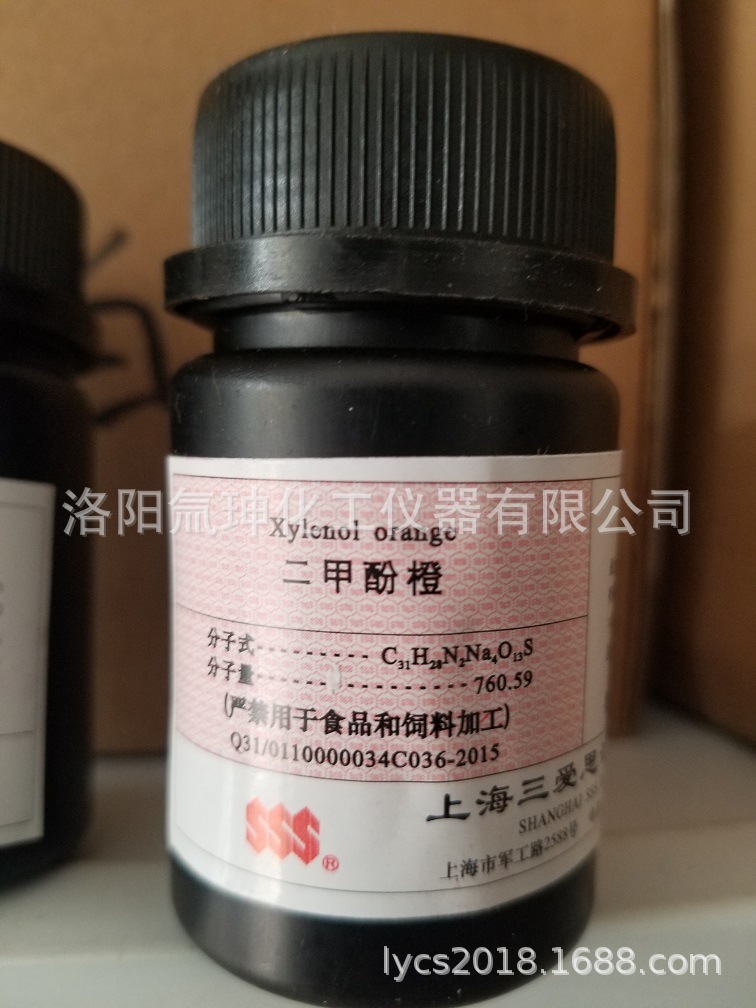 洛阳氚珅化工仪器有限公司
Xylenol orange
二甲酚橙
分子式--------- C₃₁H₂₈N₂Na₄O₁₃S
分子量------------------760.59
(严禁用于食品和饲料加工)
Q31/0110000034C036-2015
上海三爱思
SSS®
SHANGHAI SSS
上海市军工路2588号
lycs2018.1688.com